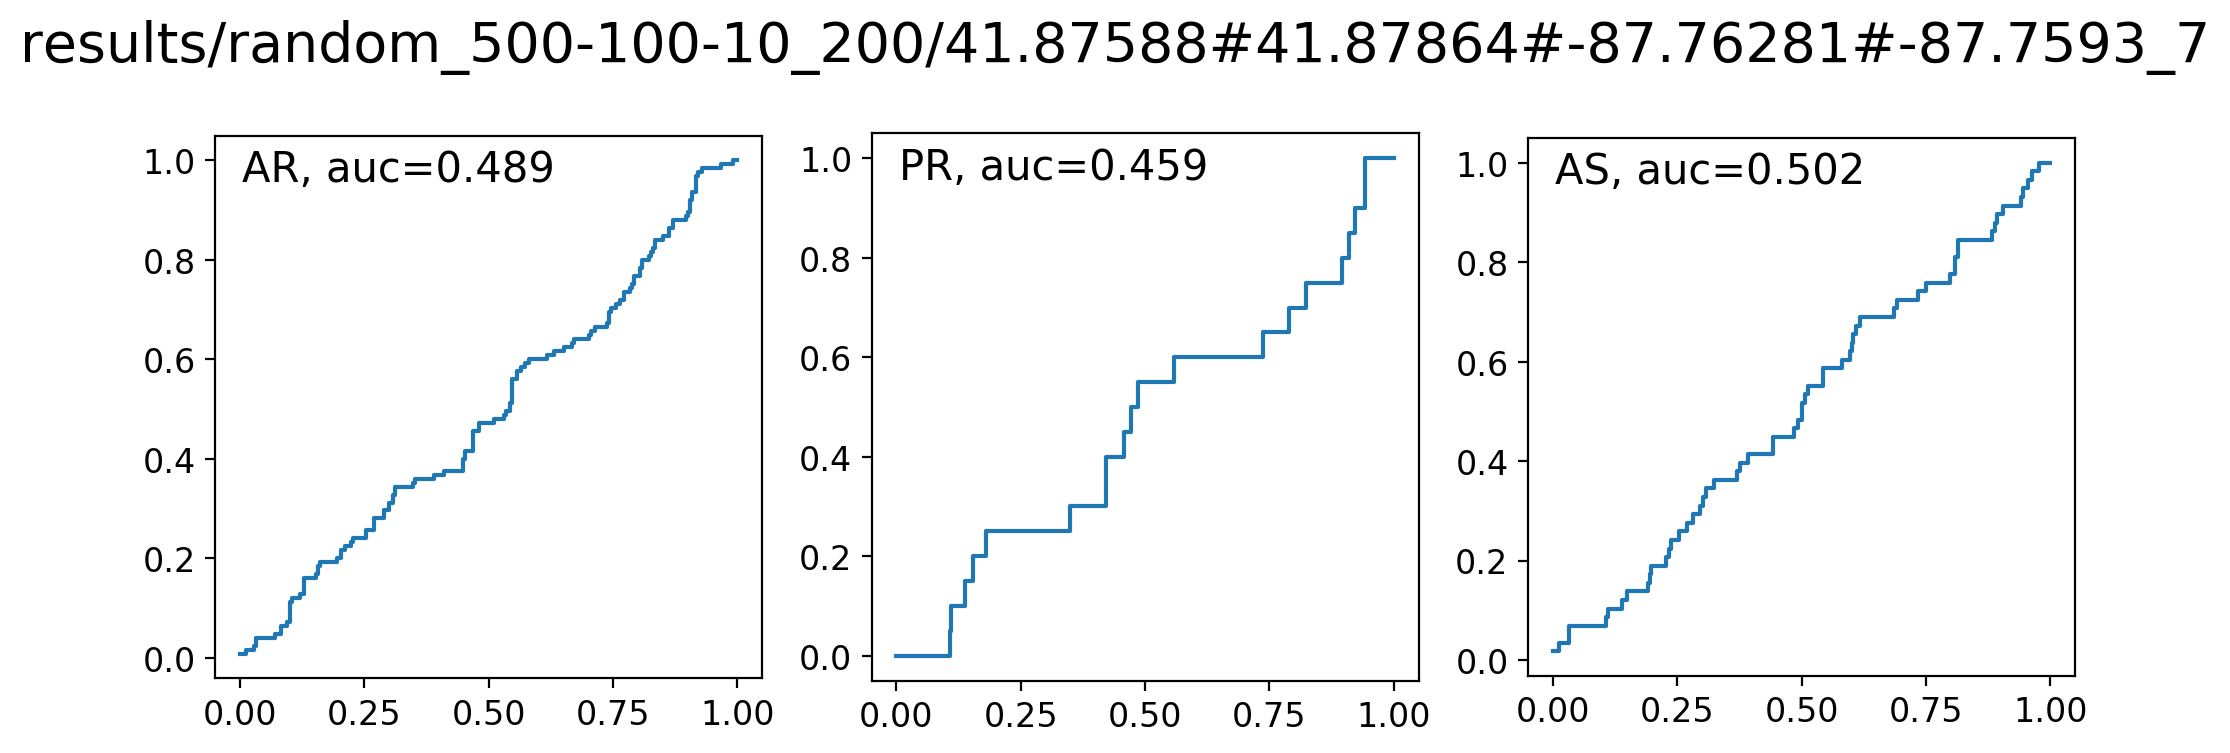 results/random_500-100-10_200/41.87588#41.87864#-87.76281#-87.7593_7
AR, auc=0.489
1.0
0.8
0.6
0.4
0.2
0.0
0.00 0.25 0.50 0.75 1.00
PR, auc=0.459
1.0
0.8
0.6
0.4
0.2
0.0
0.00 0.25 0.50 0.75 1.00
AS, auc=0.502
1.0
0.8
0.6
0.4
0.2
0.0
0.00 0.25 0.50 0.75 1.00